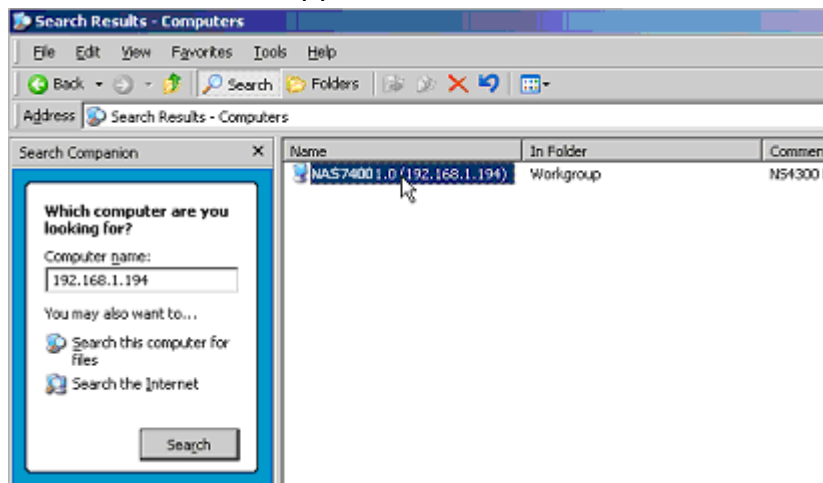 Search Results - Computers
File Edit View Favorites Tools Help
Back Search Folders
Address Search Results - Computers
Search Companion
Name In Folder Commen
NAS7400 1.0 (192.168.1.194) Workgroup NS4300
Which computer are you
looking for?
Computer name:
192.168.1.194
You may also want to...
Search this computer for
files
Search the Internet
Search